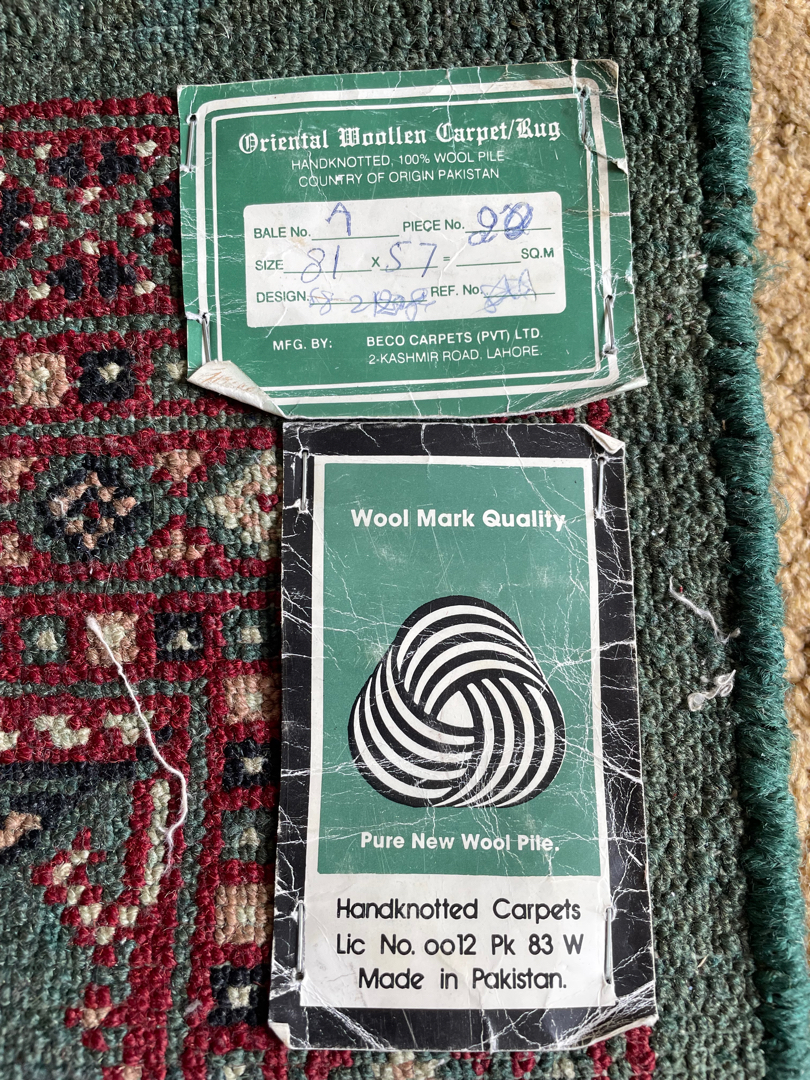 Oriental Woollen Carpet/Rug
HANDKNOTTED, 100% WOOL PILE
COUNTRY OF ORIGIN PAKISTAN
BALE No. A PIECE No.
SIZE 81 x 57 = SQ.M
DESIGN. REF. No.
MFG. BY: BECO CARPETS (PVT) LTD.
2-KASHMIR ROAD, LAHORE.
Wool Mark Quality
Pure New Wool Pile.
Handknotted Carpets
Lic No. 0012 Pk 83 W
Made in Pakistan.